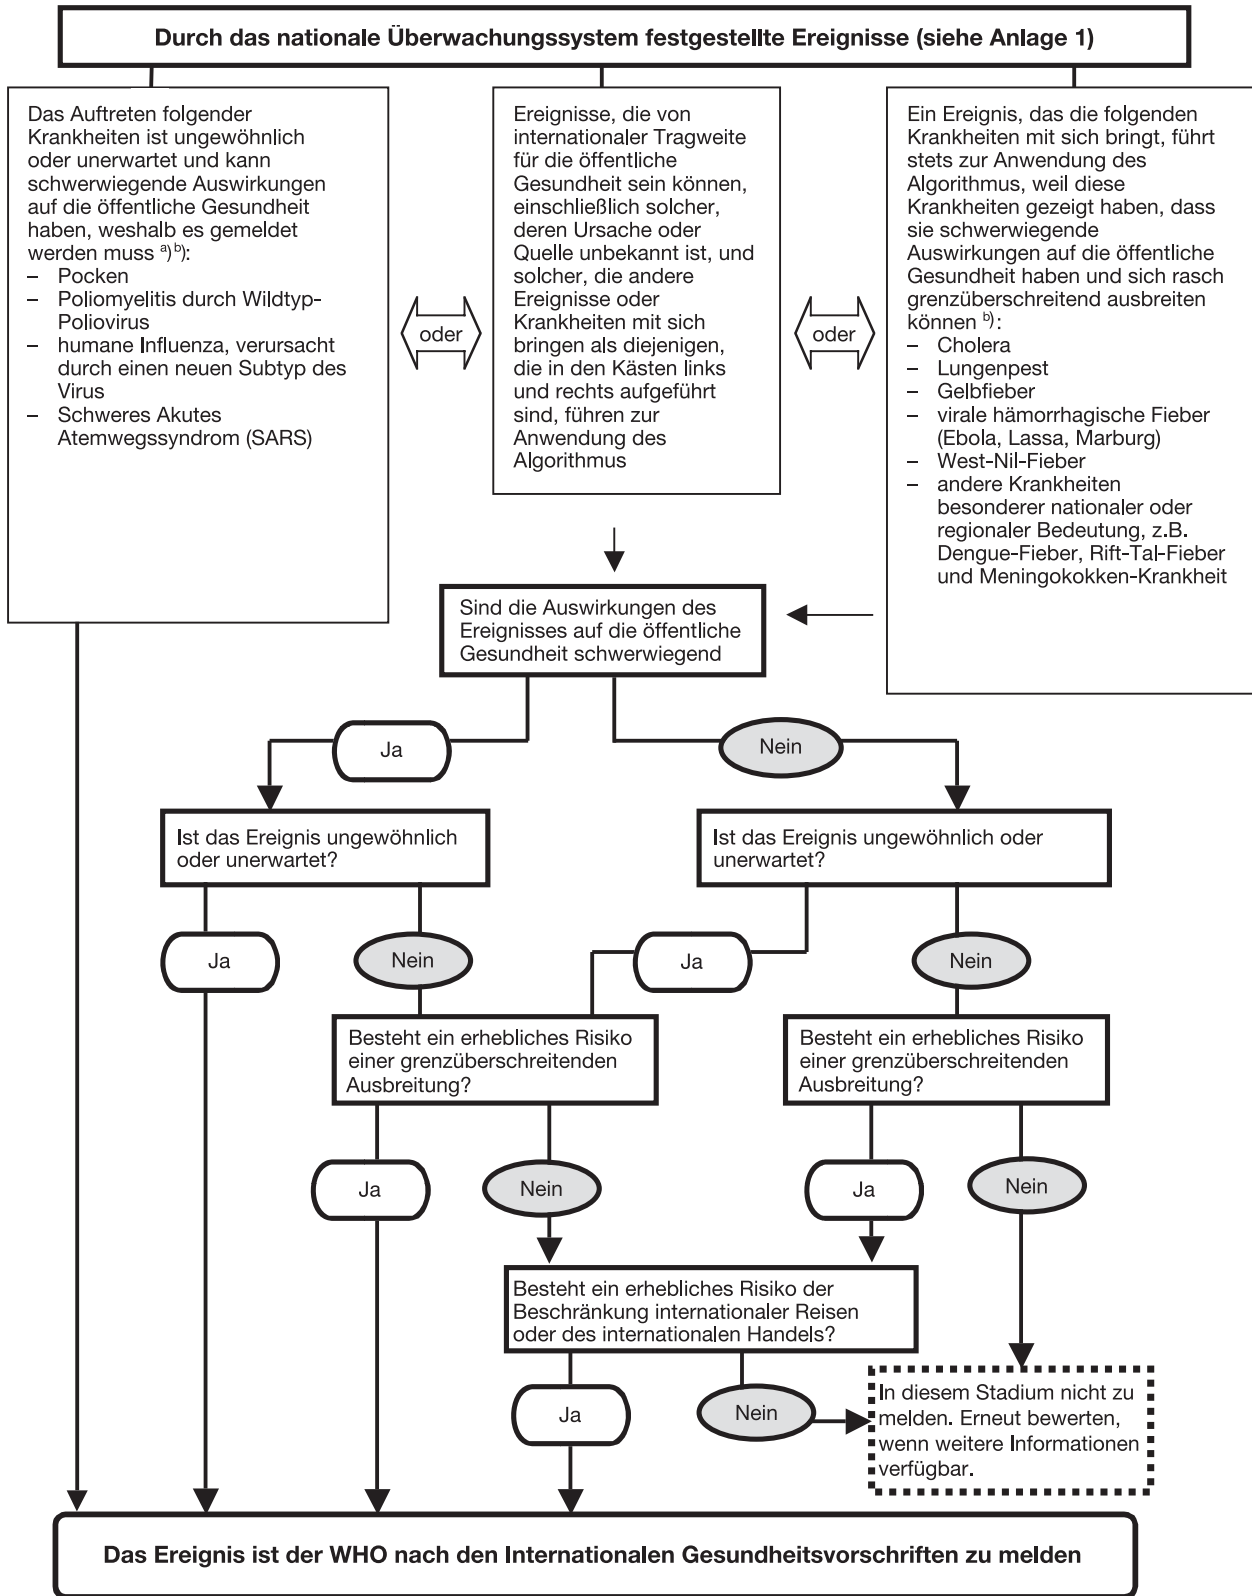 Durch das nationale Überwachungssystem festgestellte Ereignisse (siehe Anlage 1)
Das Auftreten folgender
Krankheiten ist ungewöhnlich
oder unerwartet und kann
schwerwiegende Auswirkungen
auf die öffentliche Gesundheit
haben, weshalb es gemeldet
werden muss a) b):
– Pocken
– Poliomyelitis durch Wildtyp-
Poliovirus
– humane Influenza, verursacht
durch einen neuen Subtyp des
Virus
– Schweres Akutes
Atemwegssyndrom (SARS)
oder
Ereignisse, die von
internationaler Tragweite
für die öffentliche
Gesundheit sein können,
einschließlich solcher,
deren Ursache oder
Quelle unbekannt ist, und
solcher, die andere
Ereignisse oder
Krankheiten mit sich
bringen als diejenigen,
die in den Kästen links
und rechts aufgeführt
sind, führen zur
Anwendung des
Algorithmus
oder
Ein Ereignis, das die folgenden
Krankheiten mit sich bringt, führt
stets zur Anwendung des
Algorithmus, weil diese
Krankheiten gezeigt haben, dass
sie schwerwiegende
Auswirkungen auf die öffentliche
Gesundheit haben und sich rasch
grenzüberschreitend ausbreiten
können b):
– Cholera
– Lungenpest
– Gelbfieber
– virale hämorrhagische Fieber
(Ebola, Lassa, Marburg)
– West-Nil-Fieber
– andere Krankheiten
besonderer nationaler oder
regionaler Bedeutung, z.B.
Dengue-Fieber, Rift-Tal-Fieber
und Meningokokken-Krankheit
Sind die Auswirkungen des
Ereignisses auf die öffentliche
Gesundheit schwerwiegend
Ja
Nein
Ist das Ereignis ungewöhnlich
oder unerwartet?
Ist das Ereignis ungewöhnlich oder
unerwartet?
Ja
Nein
Ja
Nein
Besteht ein erhebliches Risiko
einer grenzüberschreitenden
Ausbreitung?
Besteht ein erhebliches Risiko
einer grenzüberschreitenden
Ausbreitung?
Ja
Nein
Ja
Nein
Besteht ein erhebliches Risiko der
Beschränkung internationaler Reisen
oder des internationalen Handels?
Ja
Nein
In diesem Stadium nicht zu
melden. Erneut bewerten,
wenn weitere Informationen
verfügbar.
Das Ereignis ist der WHO nach den Internationalen Gesundheitsvorschriften zu melden